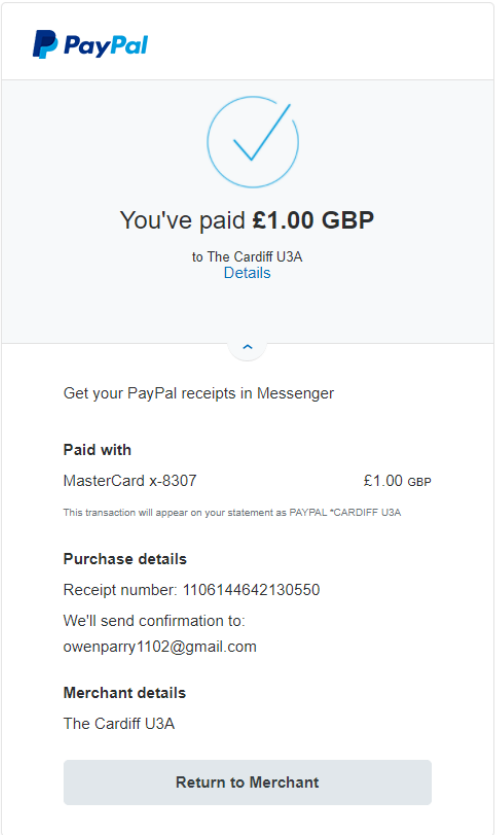 PayPal
You've paid £1.00 GBP
to The Cardiff U3A
Details
Get your PayPal receipts in Messenger
Paid with
MasterCard x-8307 £1.00 GBP
This transaction will appear on your statement as PAYPAL *CARDIFF U3A
Purchase details
Receipt number: 1106144642130550
We'll send confirmation to:
owenparry1102@gmail.com
Merchant details
The Cardiff U3A
Return to Merchant